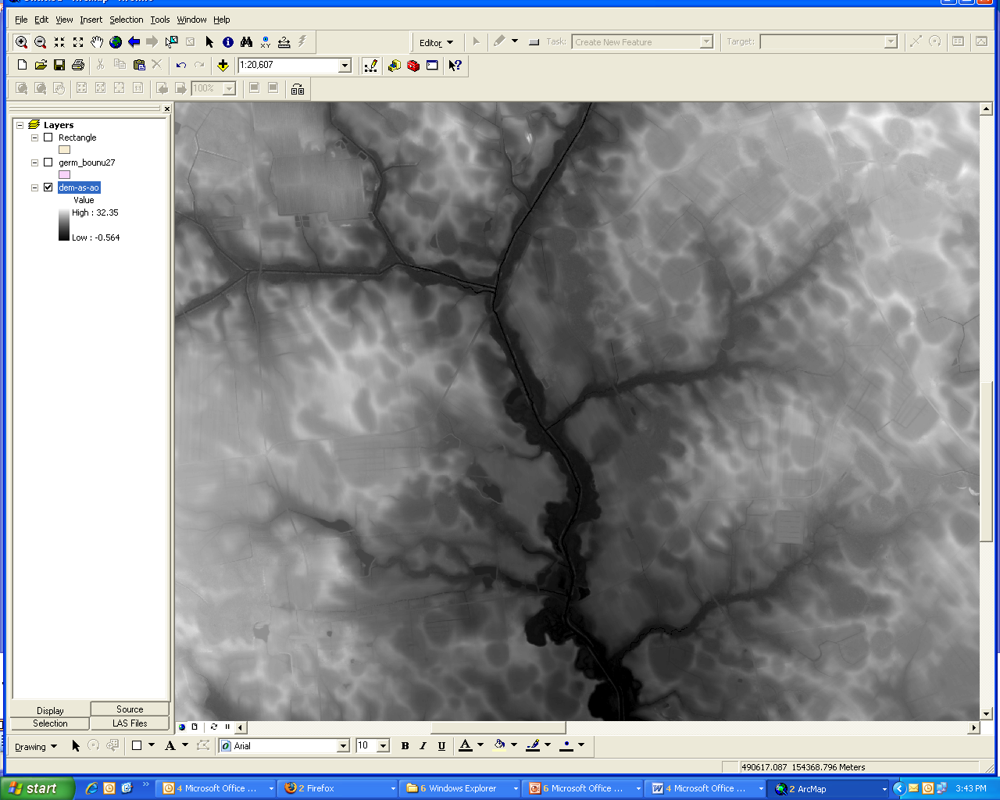 File Edit View Insert Selection Tools Window Help
Editor Task: Create New Feature Target:
1:20,607
100%
Layers
Rectangle
germ_bounu27
dem-as-ao
Value
High : 32.35
Low : -0.564
Display Source
Selection LAS Files
Drawing A Arial 10 B I U A
490617.087 154368.796 Meters
start 4 Microsoft Office ... 2 Firefox 6 Windows Explorer 6 Microsoft Office ... 4 Microsoft Office ... 2 ArcMap 3:43 PM